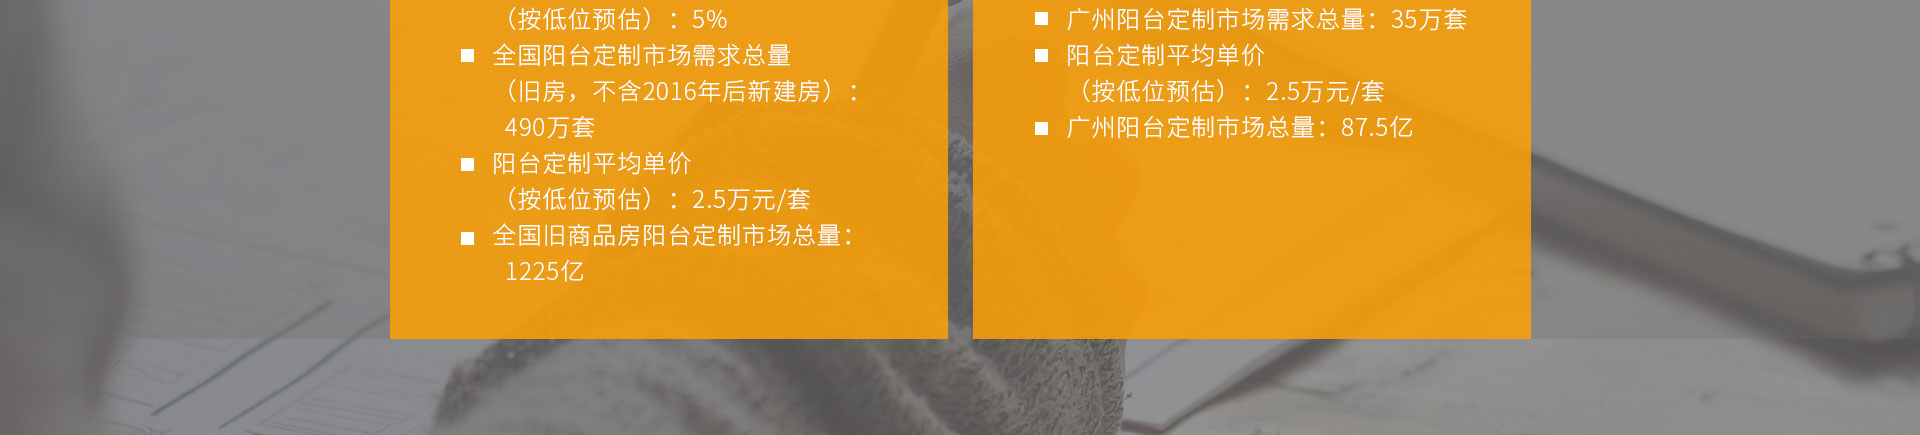 （按低位预估）：5%
■ 全国阳台定制市场需求总量
（旧房，不含2016年后新建房）：
490万套
■ 阳台定制平均单价
（按低位预估）：2.5万元/套
■ 全国旧商品房阳台定制市场总量：
1225亿
■ 广州阳台定制市场需求总量：35万套
■ 阳台定制平均单价
（按低位预估）：2.5万元/套
■ 广州阳台定制市场总量：87.5亿